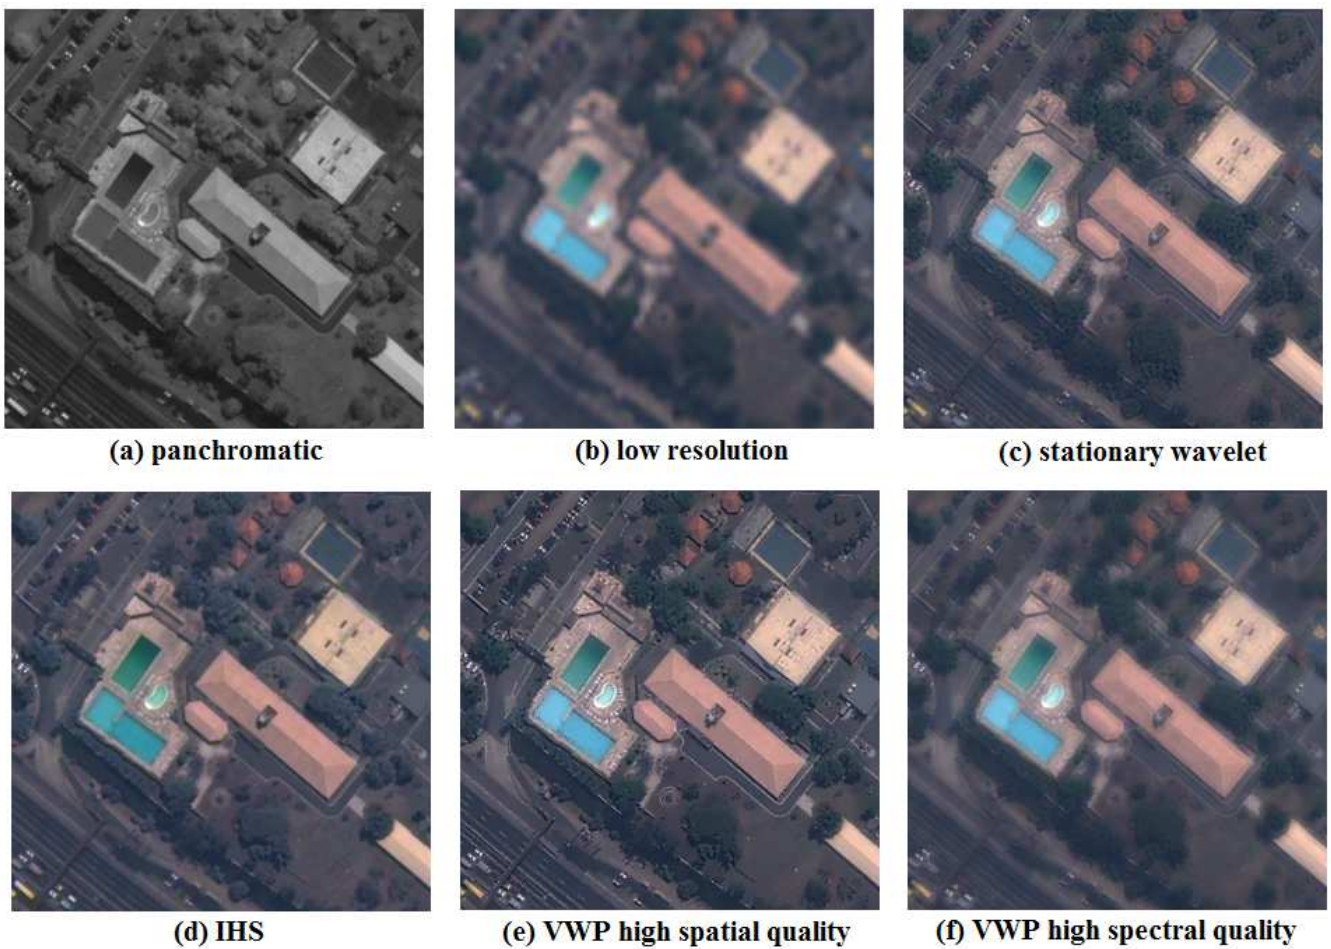 (a) panchromatic
(b) low resolution
(c) stationary wavelet
(d) IHS
(e) VWP high spatial quality
(f) VWP high spectral quality